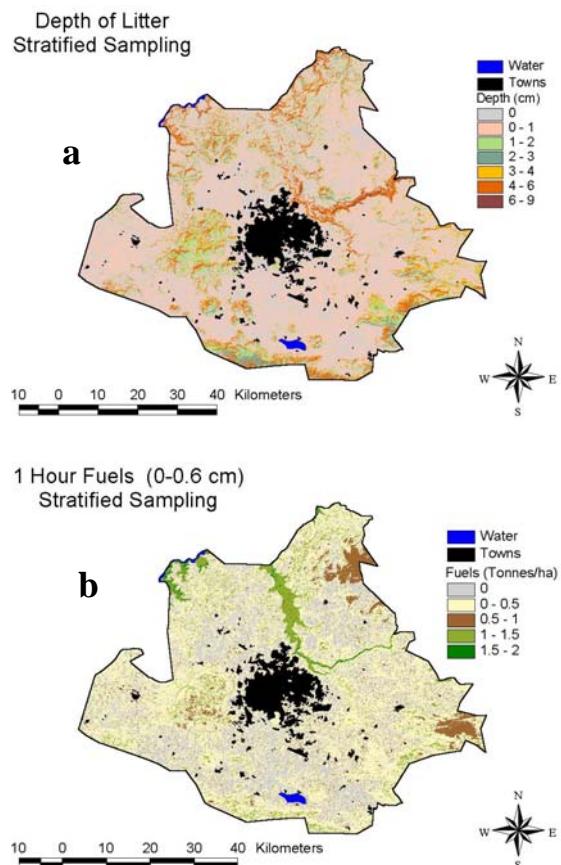 Depth of Litter
Stratified Sampling
a
Water
Towns
Depth (cm)
0
0 - 1
1 - 2
2 - 3
3 - 4
4 - 6
6 - 9
N
W E
S
10 0 10 20 30 40 Kilometers
1 Hour Fuels (0-0.6 cm)
Stratified Sampling
b
Water
Towns
Fuels (Tonnes/ha)
0
0 - 0.5
0.5 - 1
1 - 1.5
1.5 - 2
N
W E
S
10 0 10 20 30 40 Kilometers